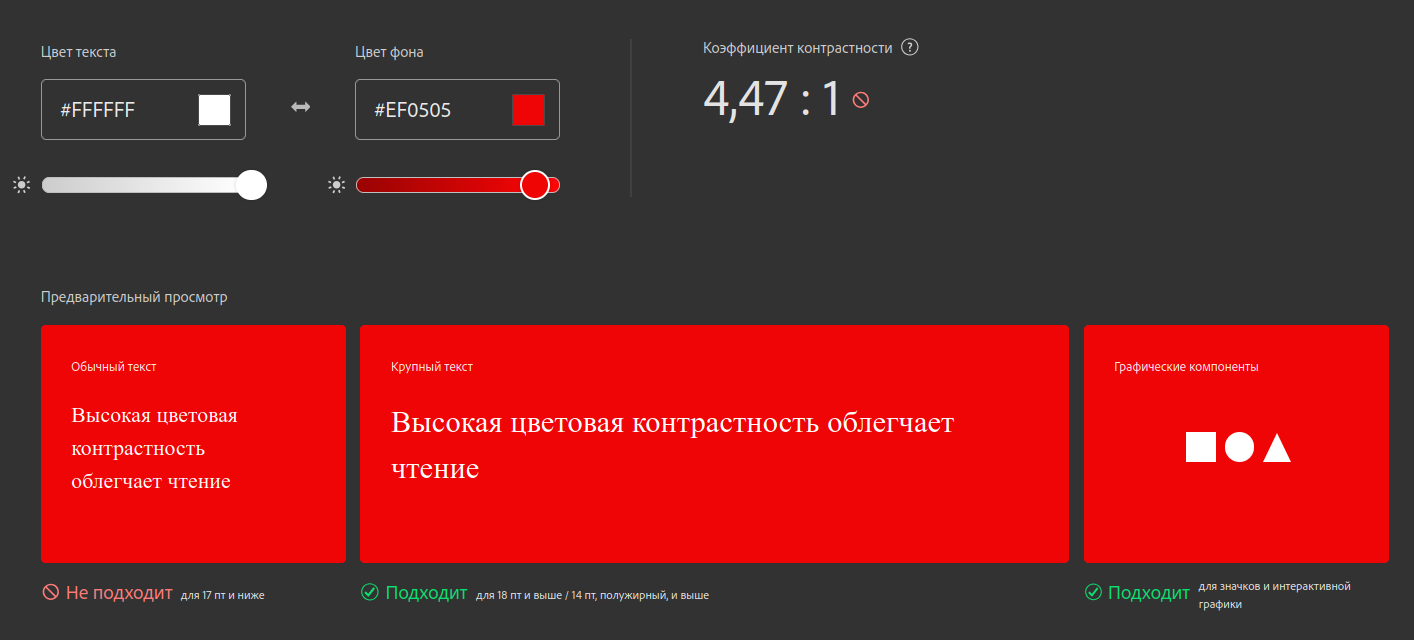 Цвет текста
Цвет фона
Коэффициент контрастности ?
#FFFFFF
#EF0505
4,47 : 1
Предварительный просмотр
Обычный текст
Высокая цветовая
контрастность
облегчает чтение
Крупный текст
Высокая цветовая контрастность облегчает
чтение
Графические компоненты
Не подходит для 17 пт и ниже
Подходит для 18 пт и выше / 14 пт, полужирный, и выше
Подходит для значков и интерактивной
графики